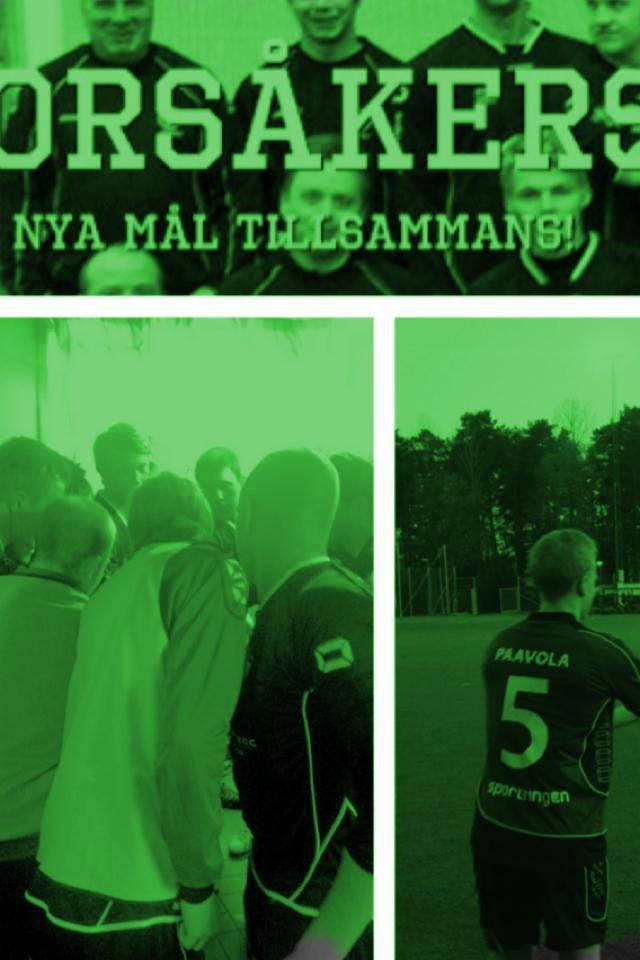 ORSÅKERS
NYA MÅL TILLSAMMANS!
PAAVOLA
5
sportringen